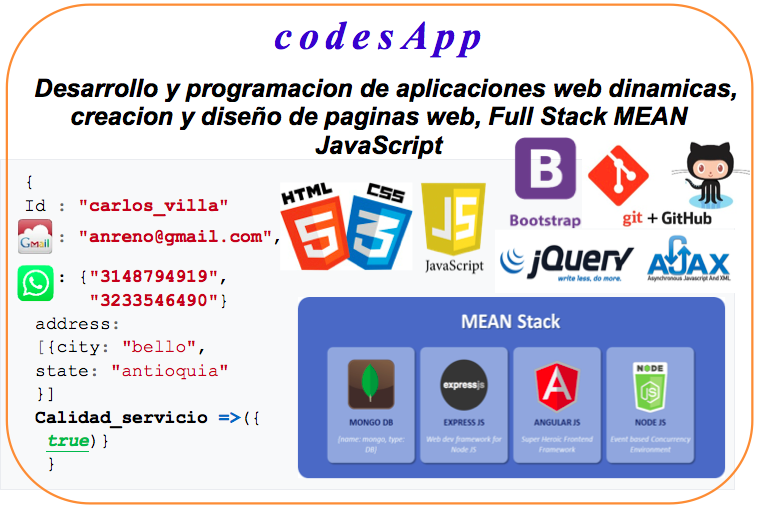 codesApp
Desarrollo y programacion de aplicaciones web dinamicas,
creacion y diseño de paginas web, Full Stack MEAN
JavaScript
{
Id : "carlos_villa"
Gmail : "anreno@gmail.com",
: {"3148794919",
"3233546490"}
address:
[{city: "bello",
state: "antioquia"
}]
Calidad_servicio =>({
true)}
}
HTML
5
CSS
3
JS
JavaScript
B
Bootstrap
git + GitHub
jQuery
write less, do more.
AJAX
Asynchronous Javascript And XML
MEAN Stack
MONGO DB
[name: mongo, type:
DB]
expressjs
EXPRESS JS
Web dev framework for
Node JS
A
ANGULAR JS
Super Heroic Frontend
Framework
NODE
JS
NODE JS
Event based Concurrency
Environment